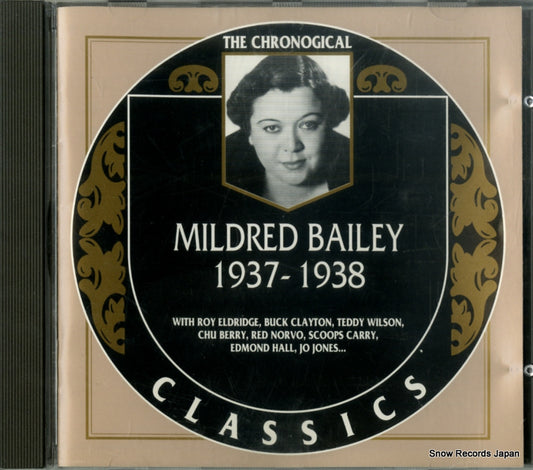 THE CHRONOGICAL
MILDRED BAILEY
1937-1938
WITH ROY ELDRIDGE, BUCK CLAYTON, TEDDY WILSON,
CHU BERRY, RED NORVO, SCOOPS CARRY,
EDMOND HALL, JO JONES...
CLASSICS
Snow Records Japan